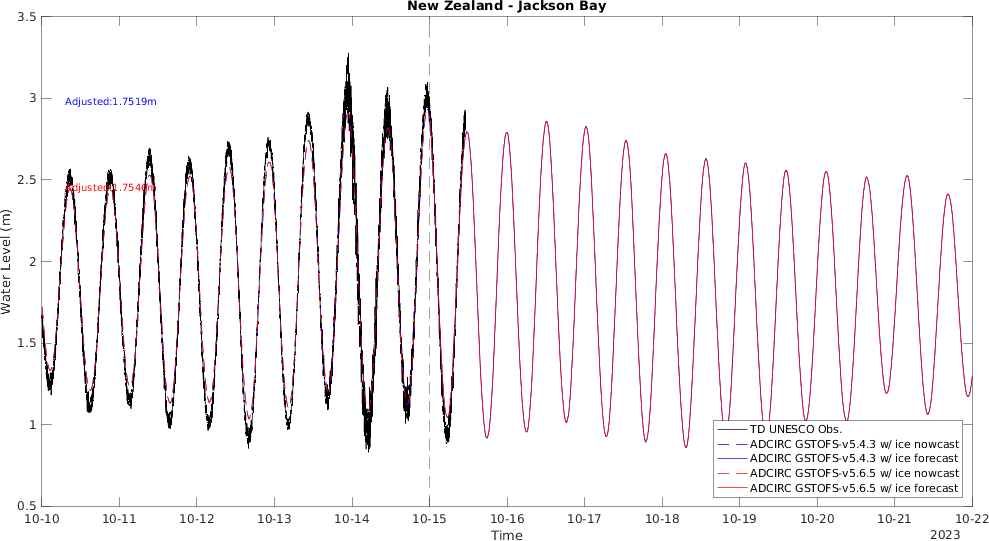 New Zealand - Jackson Bay
3.5
3
2.5
2
1.5
1
0.5
Water Level (m)
Adjusted:1.7519m
Adjusted:1.7546m
TD UNESCO Obs.
ADCIRC GSTOFS-v5.4.3 w/ ice nowcast
ADCIRC GSTOFS-v5.4.3 w/ ice forecast
ADCIRC GSTOFS-v5.6.5 w/ ice nowcast
ADCIRC GSTOFS-v5.6.5 w/ ice forecast
10-10 10-11 10-12 10-13 10-14 10-15 10-16 10-17 10-18 10-19 10-20 10-21 10-22
Time
2023